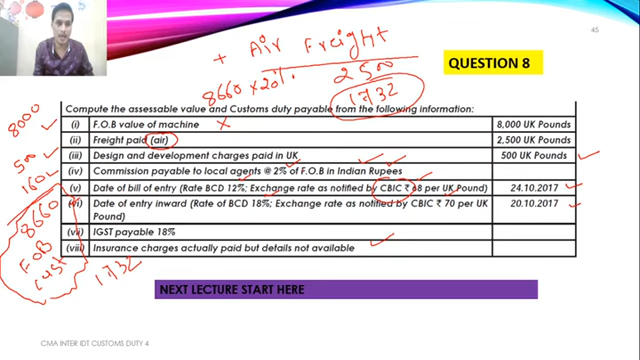 45
QUESTION 8
+ Air Freight
8660 x 20%. 2500
1732
Compute the assessable value and Customs duty payable from the following information:
(i) F.O.B value of machine X 8,000 UK Pounds
(ii) Freight paid (air) 2,500 UK Pounds
(iii) Design and development charges paid in UK 500 UK Pounds
(iv) Commission payable to local agents @ 2% of F.O.B in Indian Rupees
(v) Date of bill of entry (Rate BCD 12%; Exchange rate as notified by CBIC ₹ 68 per UK Pound) 24.10.2017
(vi) Date of entry inward (Rate of BCD 18%; Exchange rate as notified by CBIC ₹ 70 per UK Pound) 20.10.2017
(vii) IGST payable 18%
(viii) Insurance charges actually paid but details not available
8000
500
160
8660
FOB
Cost
1732
NEXT LECTURE START HERE
CMA INTER IDT CUSTOMS DUTY 4